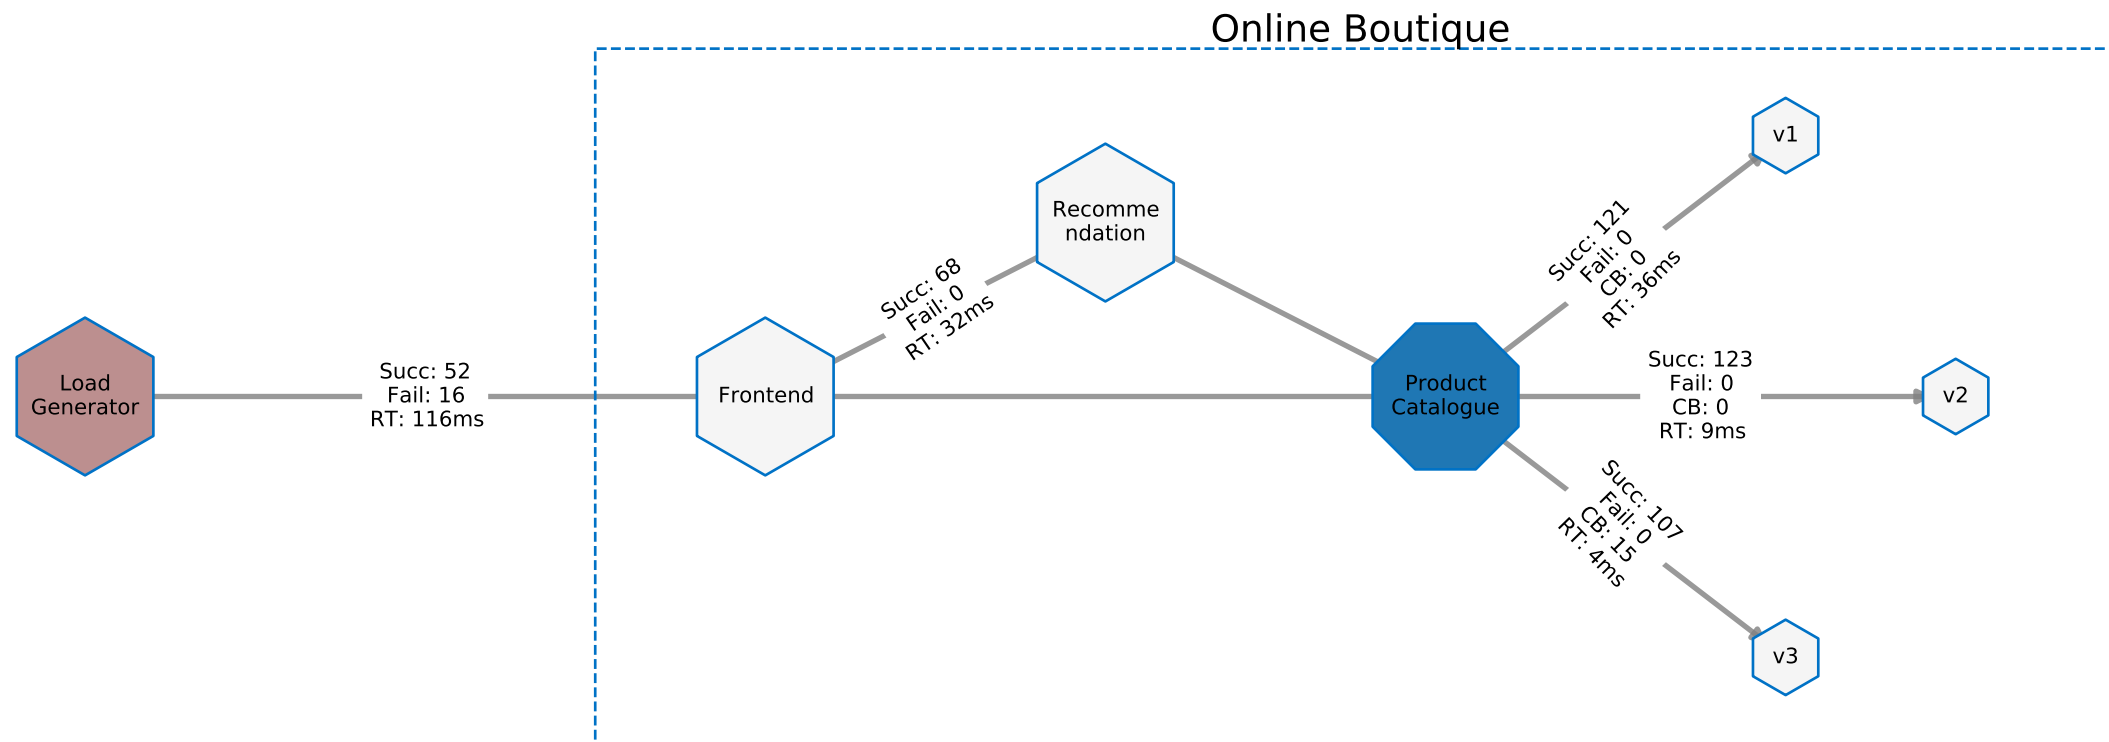 Online Boutique
Load
Generator
Succ: 52
Fail: 16
RT: 116ms
Frontend
Succ: 68
Fail: 0
RT: 32ms
Recomme
ndation
Product
Catalogue
Succ: 121
Fail: 0
CB: 0
RT: 36ms
v1
Succ: 123
Fail: 0
CB: 0
RT: 9ms
v2
Succ: 107
Fail: 0
CB: 15
RT: 4ms
v3